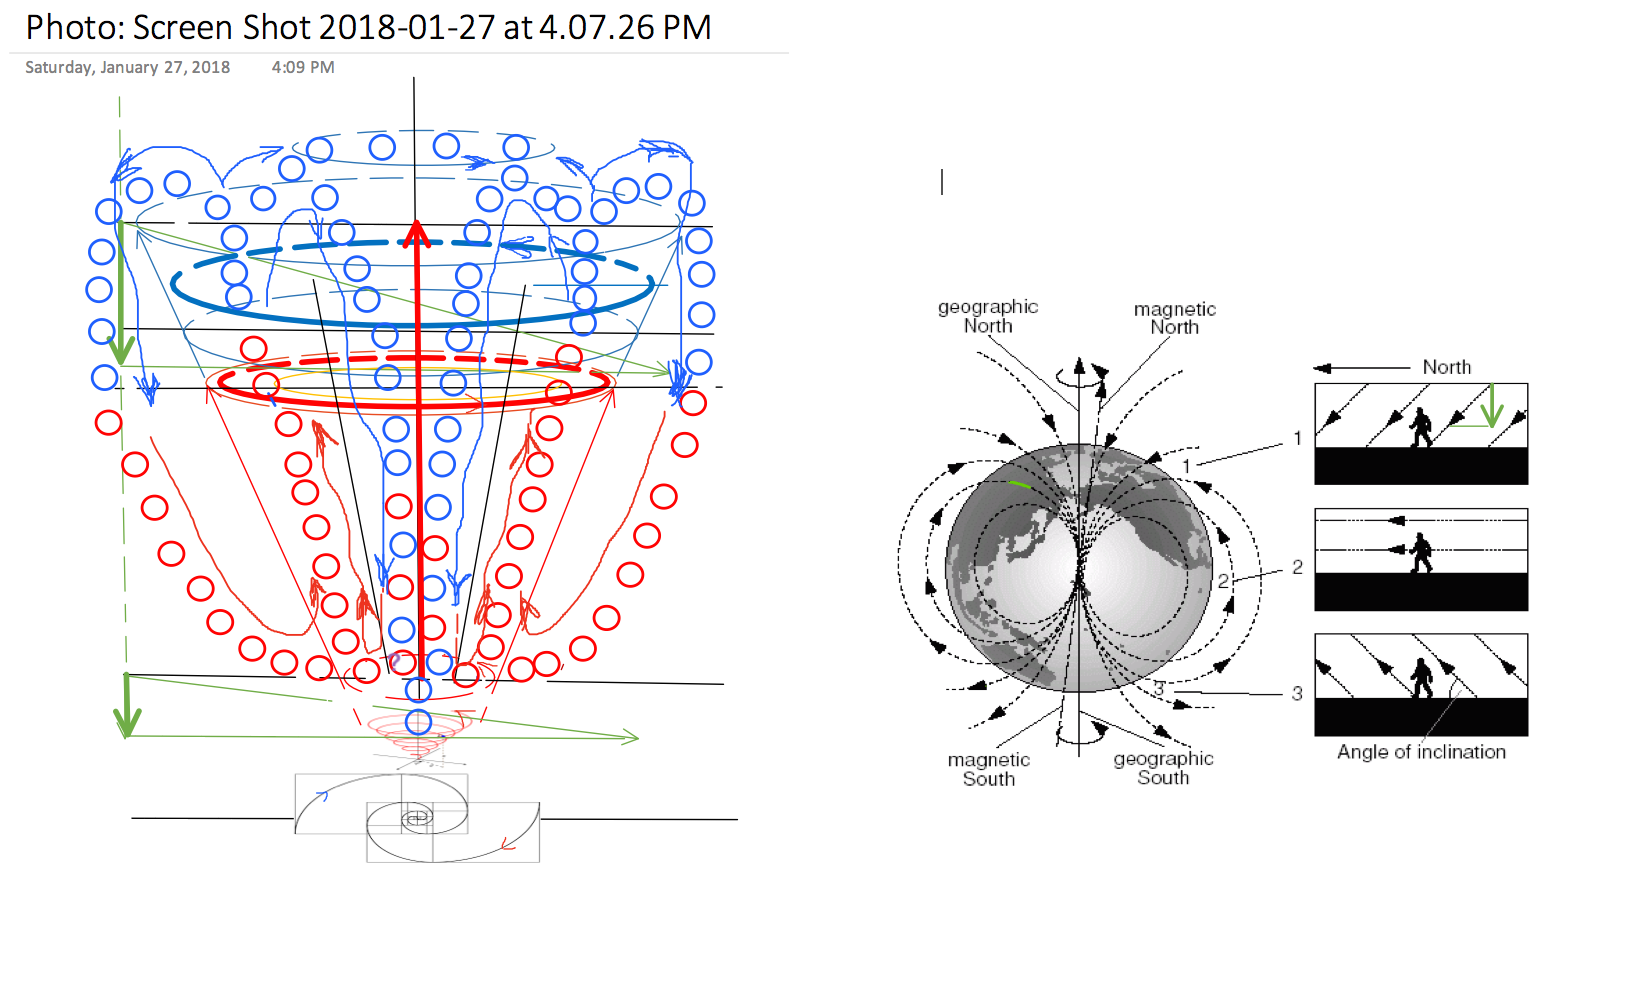 Photo: Screen Shot 2018-01-27 at 4.07.26 PM
Saturday, January 27, 2018 4:09 PM
geographic
North
magnetic
North
North
1
1
2
2
3
3
magnetic
South
geographic
South
Angle of inclination
?